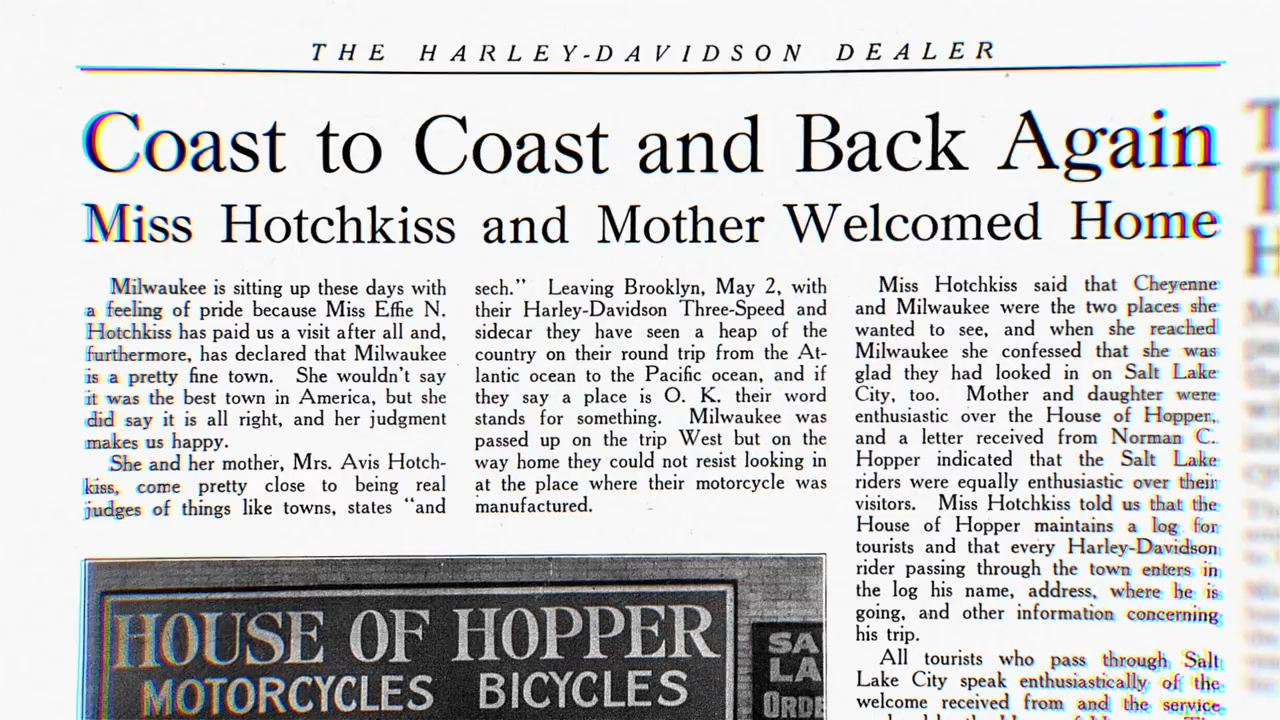 THE HARLEY-DAVIDSON DEALER
Coast to Coast and Back Again
Miss Hotchkiss and Mother Welcomed Home
Milwaukee is sitting up these days with
a feeling of pride because Miss Effie N.
Hotchkiss has paid us a visit after all and,
furthermore, has declared that Milwaukee
is a pretty fine town. She wouldn't say
it was the best town in America, but she
did say it is all right, and her judgment
makes us happy.
She and her mother, Mrs. Avis Hotch-
kiss, come pretty close to being real
judges of things like towns, states "and
sech." Leaving Brooklyn, May 2, with
their Harley-Davidson Three-Speed and
sidecar they have seen a heap of the
country on their round trip from the At-
lantic ocean to the Pacific ocean, and if
they say a place is O. K. their word
stands for something. Milwaukee was
passed up on the trip West but on the
way home they could not resist looking in
at the place where their motorcycle was
manufactured.
Miss Hotchkiss said that Cheyenne
and Milwaukee were the two places she
wanted to see, and when she reached
Milwaukee she confessed that she was
glad they had looked in on Salt Lake
City, too. Mother and daughter were
enthusiastic over the House of Hopper,
and a letter received from Norman C.
Hopper indicated that the Salt Lake
riders were equally enthusiastic over their
visitors. Miss Hotchkiss told us that the
House of Hopper maintains a log for
tourists and that every Harley-Davidson
rider passing through the town enters in
the log his name, address, where he is
going, and other information concerning
his trip.
All tourists who pass through Salt
Lake City speak enthusiastically of the
welcome received from and the service
HOUSE OF HOPPER
MOTORCYCLES BICYCLES
SA
LA
ORDE